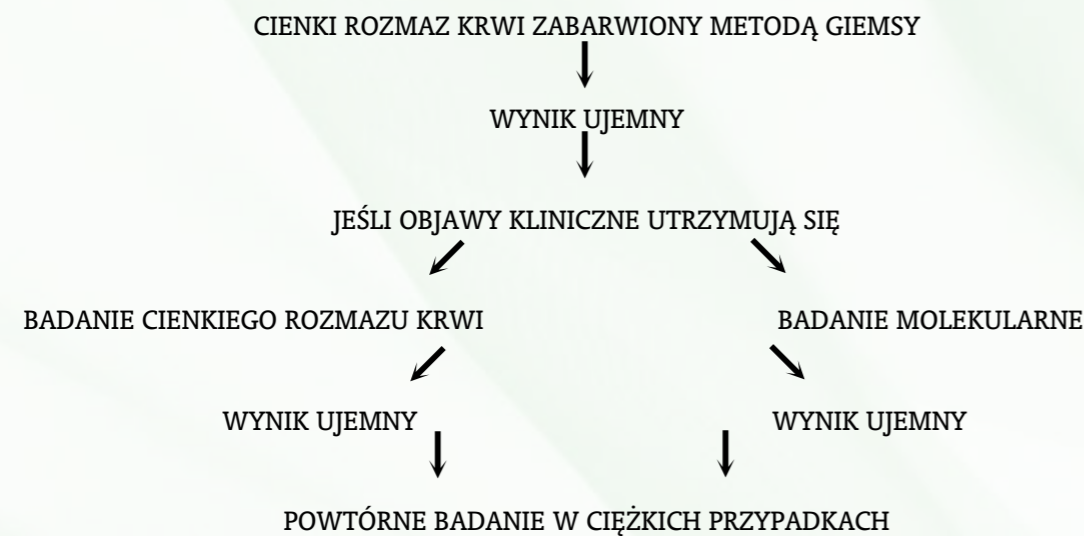 CIENKI ROZMAZ KRWI ZABARWIONY METODĄ GIEMSY
WYNIK UJEMNY
JEŚLI OBJAWY KLINICZNE UTRZYMUJĄ SIĘ
BADANIE CIENKIEGO ROZMAZU KRWI
BADANIE MOLEKULARNE
WYNIK UJEMNY
WYNIK UJEMNY
POWTÓRNE BADANIE W CIĘŻKICH PRZYPADKACH